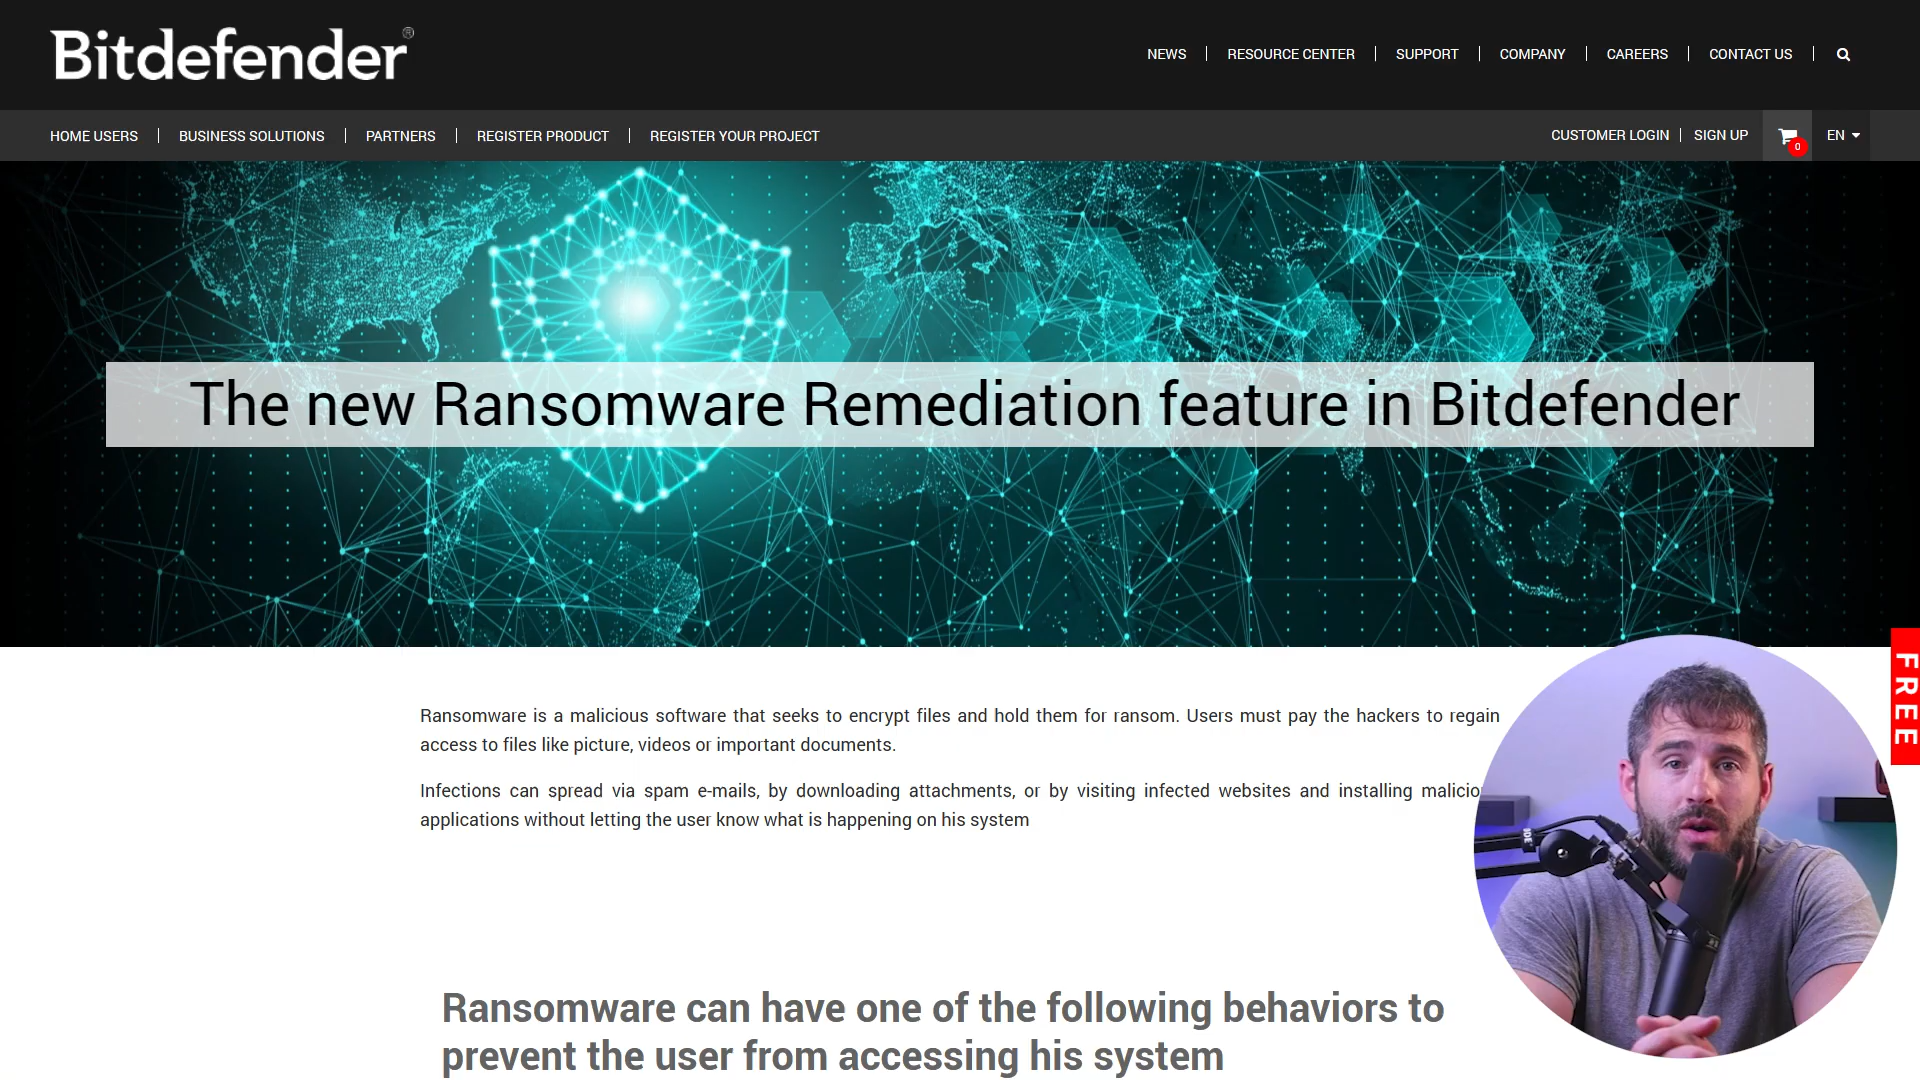 Bitdefender®
NEWS
RESOURCE CENTER
SUPPORT
COMPANY
CAREERS
CONTACT US
HOME USERS
BUSINESS SOLUTIONS
PARTNERS
REGISTER PRODUCT
REGISTER YOUR PROJECT
CUSTOMER LOGIN
SIGN UP
0
EN
The new Ransomware Remediation feature in Bitdefender
FREE
Ransomware is a malicious software that seeks to encrypt files and hold them for ransom. Users must pay the hackers to regain
access to files like picture, videos or important documents.
Infections can spread via spam e-mails, by downloading attachments, or by visiting infected websites and installing
applications without letting the user know what is happening on his system
Ransomware can have one of the following behaviors to
prevent the user from accessing his system